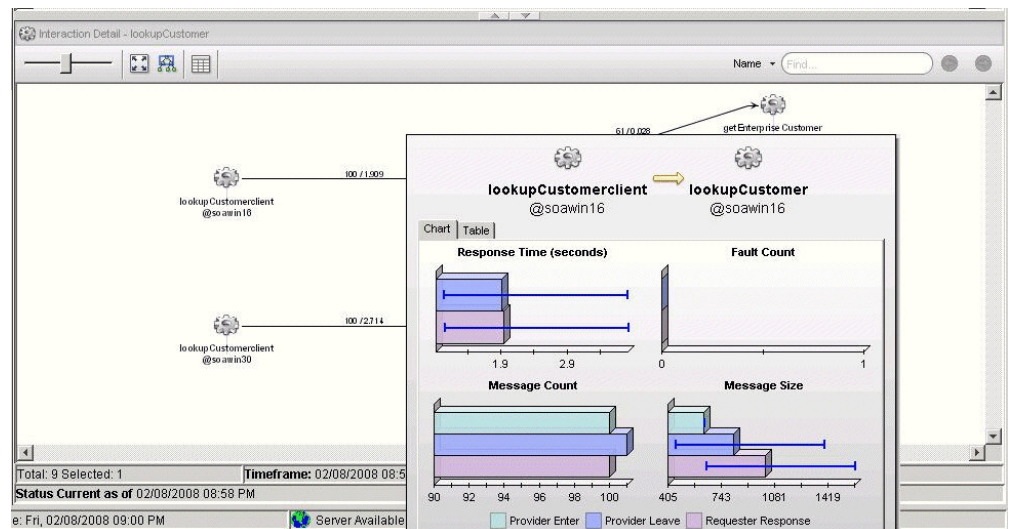 Interaction Detail - lookupCustomer
Name
Find...
61 / 0.028
getEnterprise Customer
100 / 1.909
lookupCustomerclient
@soawin16
lookupCustomerclient
@soawin16
lookupCustomer
@soawin16
Chart
Table
Response Time (seconds)
Fault Count
1.9
2.9
0
1
100 / 2.714
lookupCustomerclient
@soawin30
Message Count
Message Size
90
92
94
96
98
100
405
743
1081
1419
Provider Enter
Provider Leave
Requester Response
Total: 9 Selected: 1
Timeframe: 02/08/2008 08:5
Status Current as of 02/08/2008 08:58 PM
e: Fri, 02/08/2008 09:00 PM
Server Available